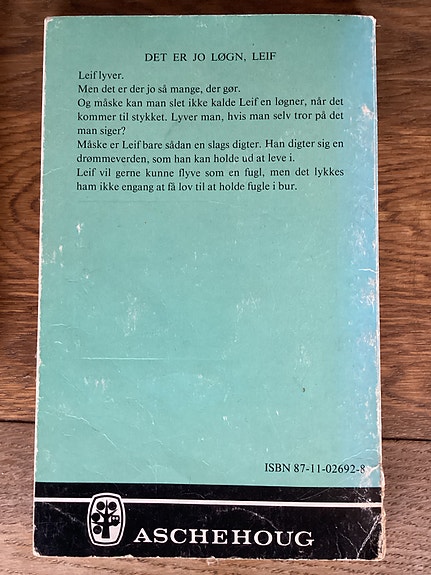 DET ER JO LØGN, LEIF
Leif lyver.
Men det er der jo så mange, der gør.
Og måske kan man slet ikke kalde Leif en løgner, når det
kommer til stykket. Lyver man, hvis man selv tror på det
man siger?
Måske er Leif bare sådan en slags digter. Han digter sig en
drømmeverden, som han kan holde ud at leve i.
Leif vil gerne kunne flyve som en fugl, men det lykkes
ham ikke engang at få lov til at holde fugle i bur.
ISBN 87-11-02692-8
ASCHEHOUG